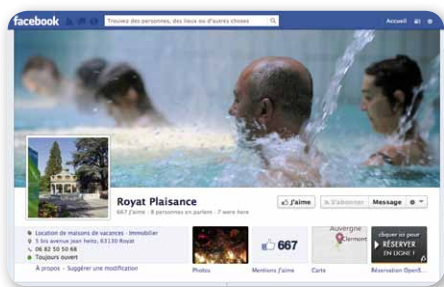 facebook
Trouvez des personnes, des lieux ou d'autres choses
Accueil
Royat Plaisance
667 J'aime · 8 personnes en parlent · 7 were here
J'aime
S'abonner
Message
Location de maisons de vacances · Immobilier
5 bis avenue jean heitz, 63130 Royat
06 82 50 50 66
Toujours ouvert
À propos – Suggérer une modification
667
Auvergne
Clermont
cliquer ici pour
RÉSERVER
EN LIGNE !
Photos
Mentions J'aime
Carte
Réservation OpenS...